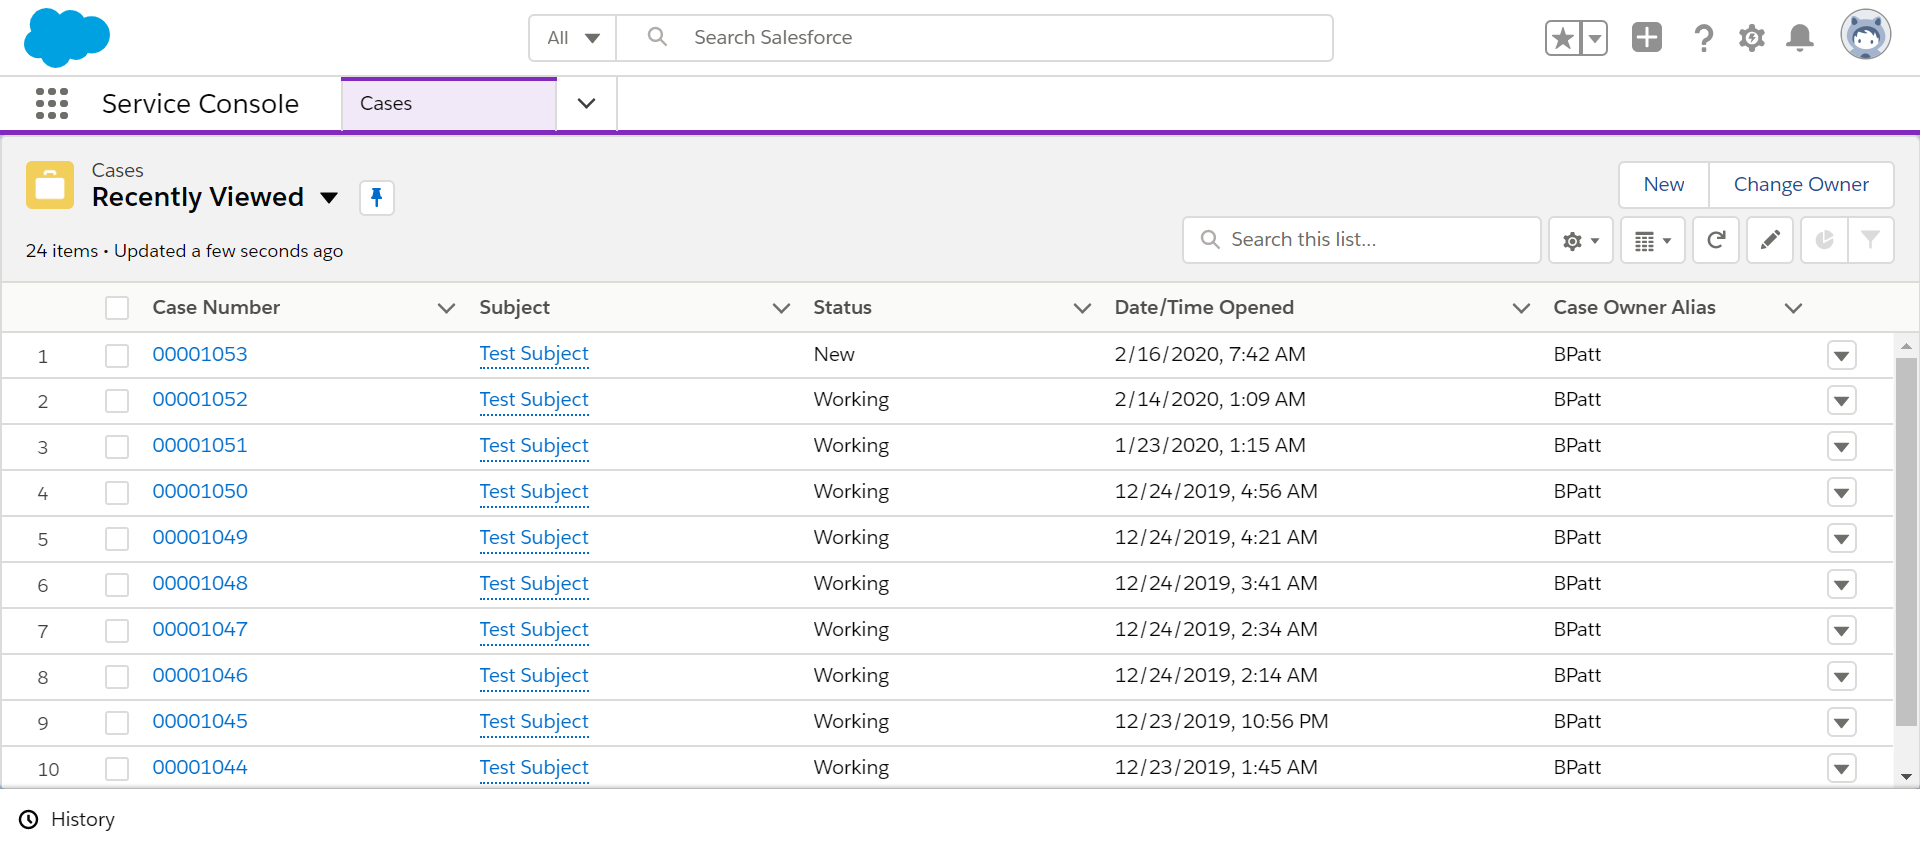 All Search Salesforce
Service Console Cases
Cases
Recently Viewed
New Change Owner
24 items • Updated a few seconds ago
Search this list...
Case Number Subject Status Date/Time Opened Case Owner Alias
1 00001053 Test Subject New 2/16/2020, 7:42 AM BPatt
2 00001052 Test Subject Working 2/14/2020, 1:09 AM BPatt
3 00001051 Test Subject Working 1/23/2020, 1:15 AM BPatt
4 00001050 Test Subject Working 12/24/2019, 4:56 AM BPatt
5 00001049 Test Subject Working 12/24/2019, 4:21 AM BPatt
6 00001048 Test Subject Working 12/24/2019, 3:41 AM BPatt
7 00001047 Test Subject Working 12/24/2019, 2:34 AM BPatt
8 00001046 Test Subject Working 12/24/2019, 2:14 AM BPatt
9 00001045 Test Subject Working 12/23/2019, 10:56 PM BPatt
10 00001044 Test Subject Working 12/23/2019, 1:45 AM BPatt
History